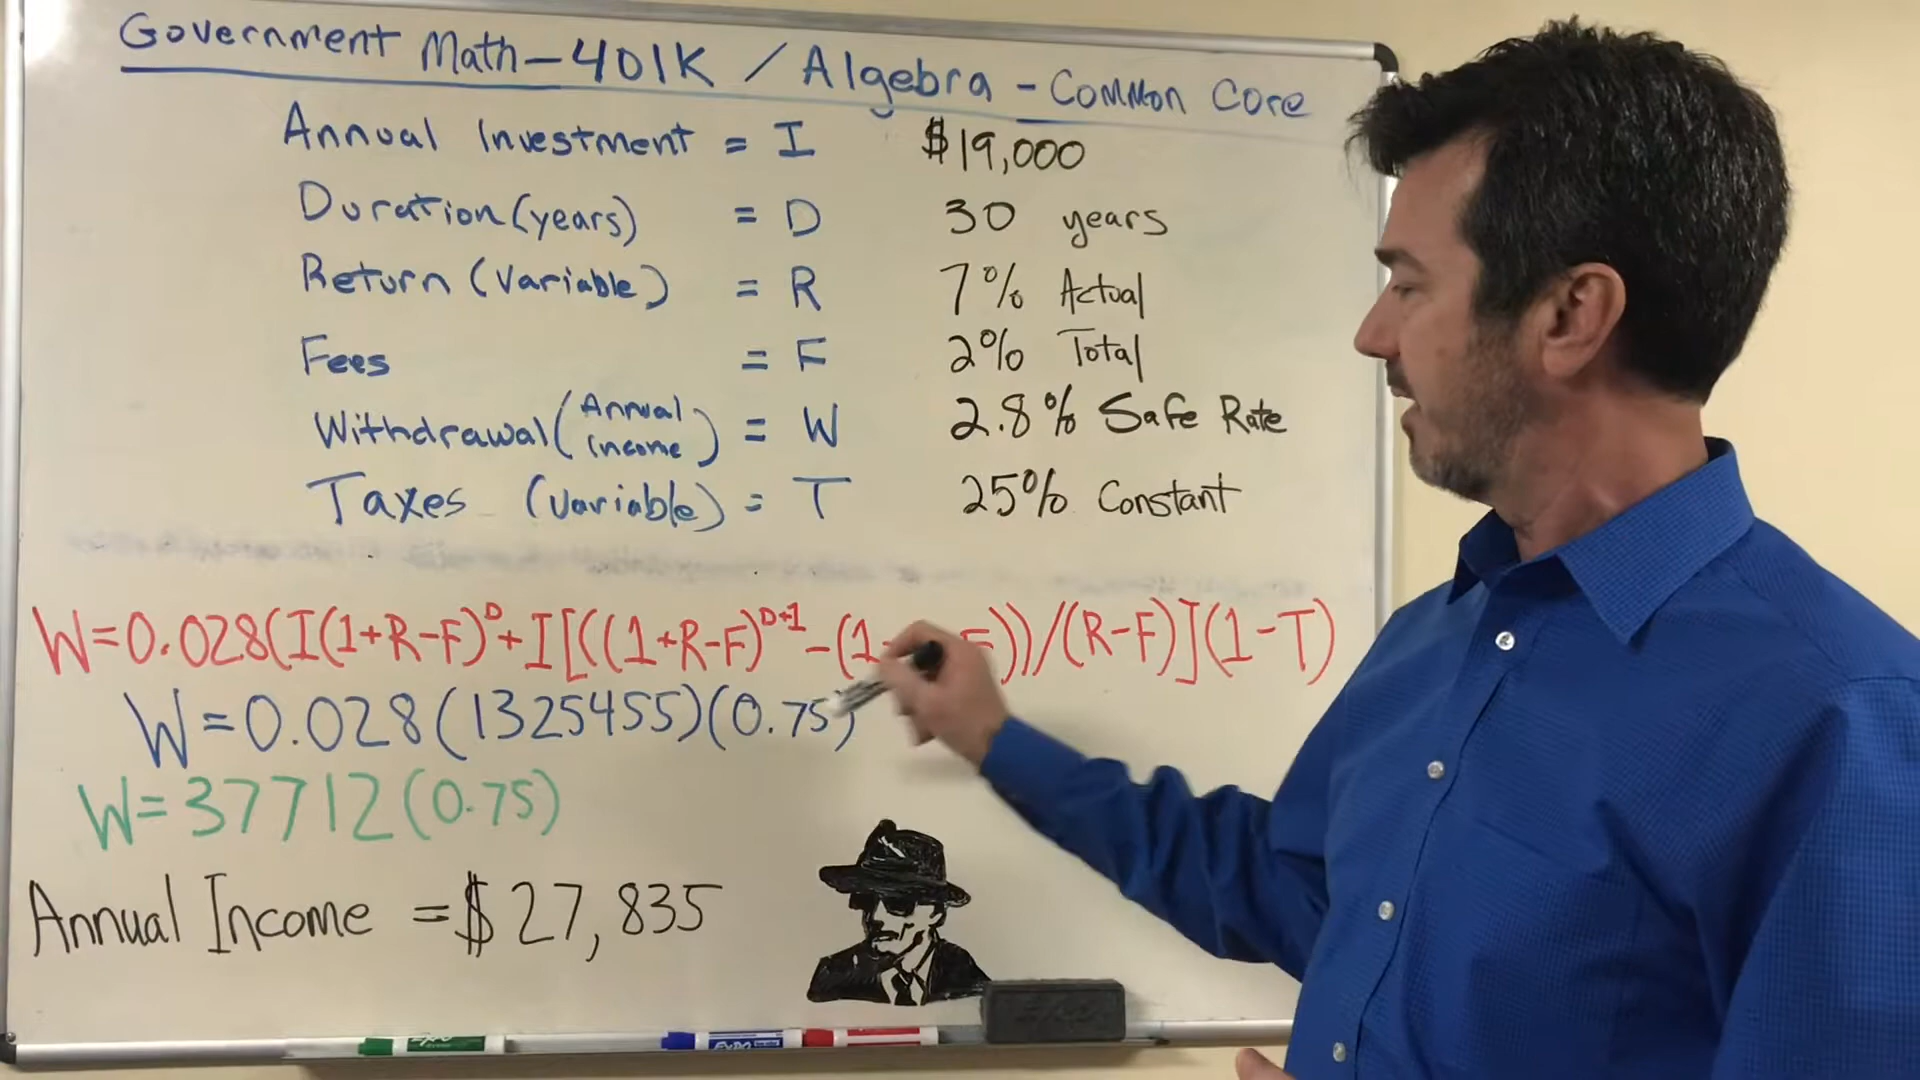 Government Math - 401K / Algebra - Common Core
Annual Investment = I $19,000
Duration (years) = D 30 years
Return (Variable) = R 7% Actual
Fees = F 2% Total
Withdrawal (Annual Income) = W 2.8% Safe Rate
Taxes (Variable) = T 25% Constant
W=0.028(I(1+R-F)^D+I[((1+R-F)^D+1-(1 F))/(R-F)](1-T)
W=0.028(1325455)(0.75)
W=37712(0.75)
Annual Income = $27,835
EXPO
EXPO